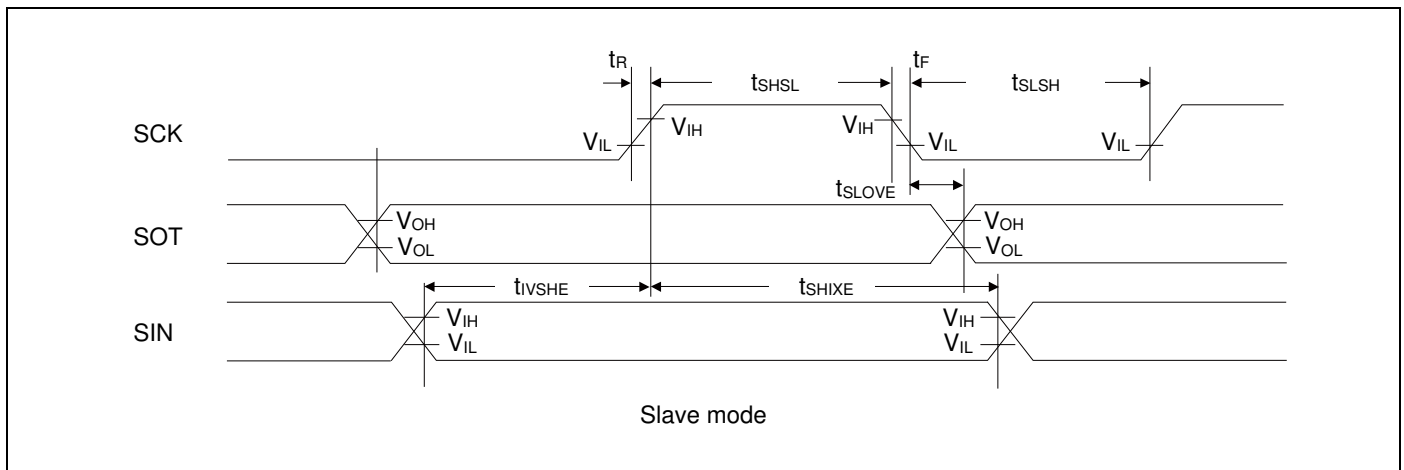 tR tF
tSHSL tSLSH
SCK VIH VIH
VIL VIL VIL
tSLOVE
SOT VOH VOH
VOL VOL
tIVSHE tSHIXE
SIN VIH VIH
VIL VIL
Slave mode